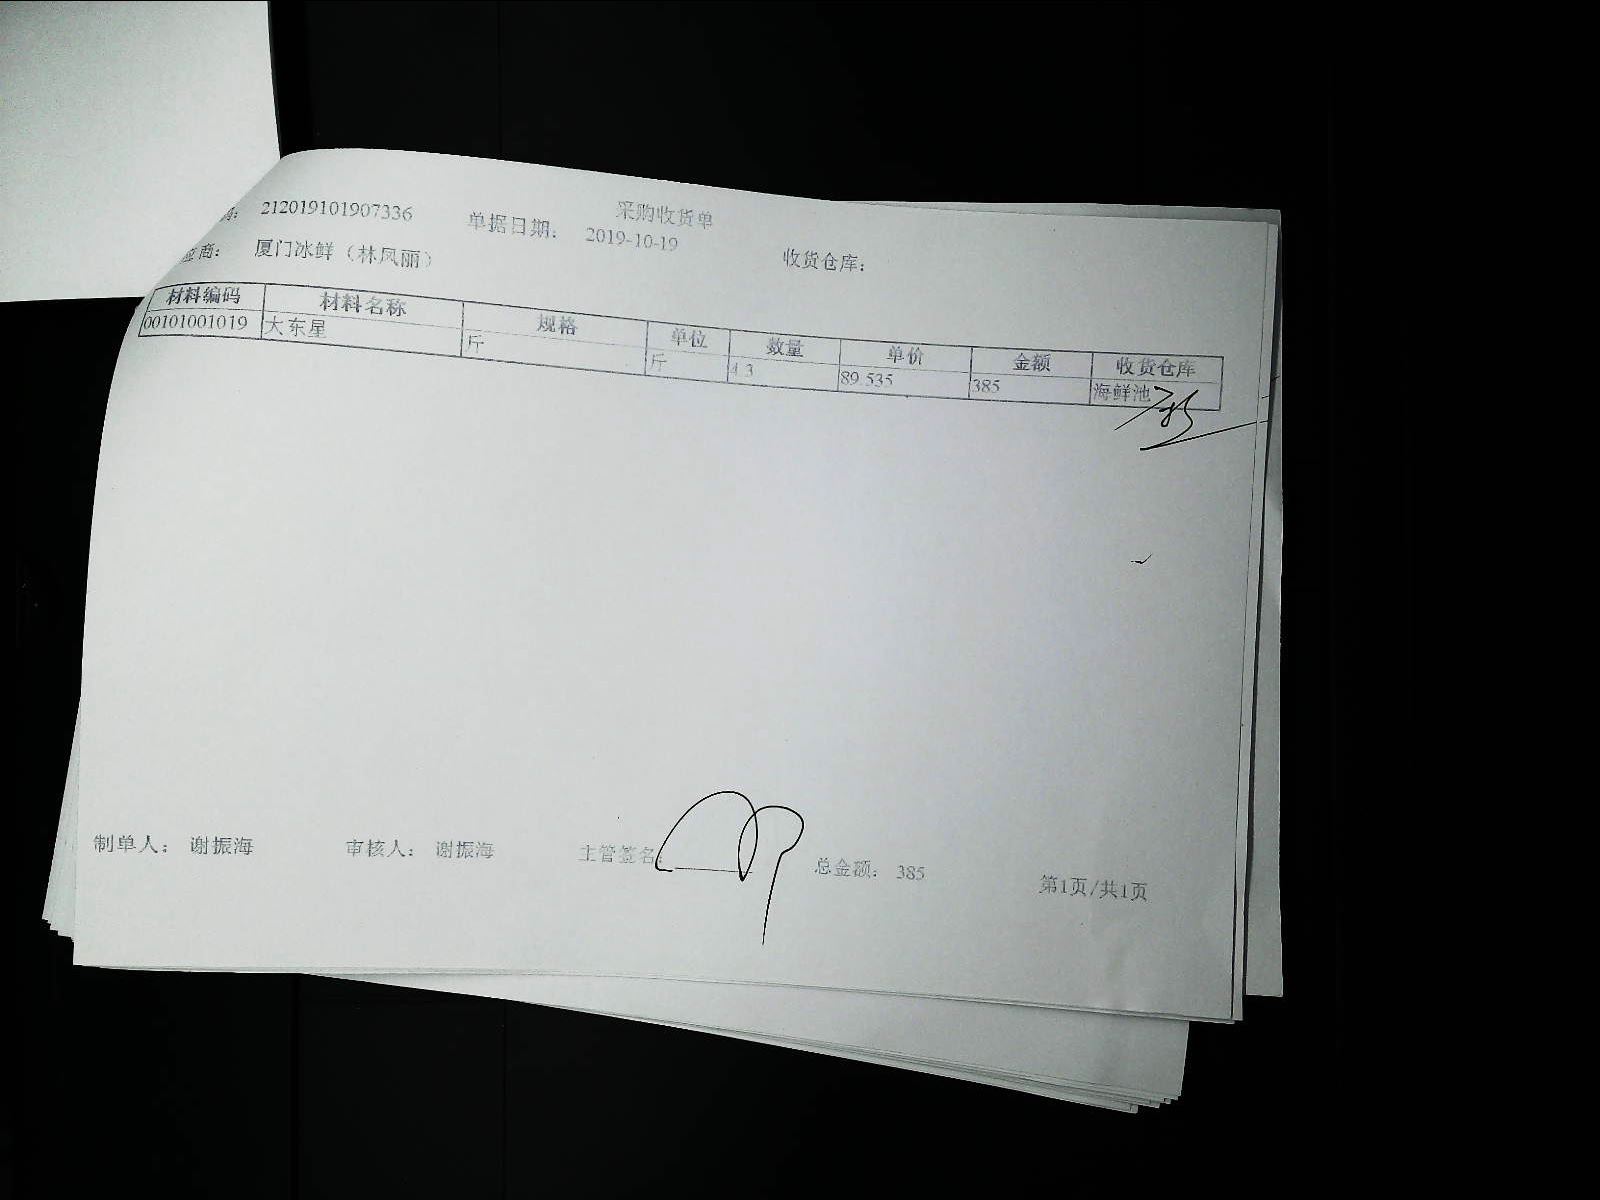 采购收货单
码： 212019101907336 单据日期： 2019-10-19 收货仓库：
应商： 厦门冰鲜（林凤丽）
材料编码 材料名称 规格 单位 数量 单价 金额 收货仓库
00101001019 大东星 斤 斤 4.3 89.535 385 海鲜池
制单人： 谢振海 审核人： 谢振海 主管签名： 总金额： 385 第1页/共1页